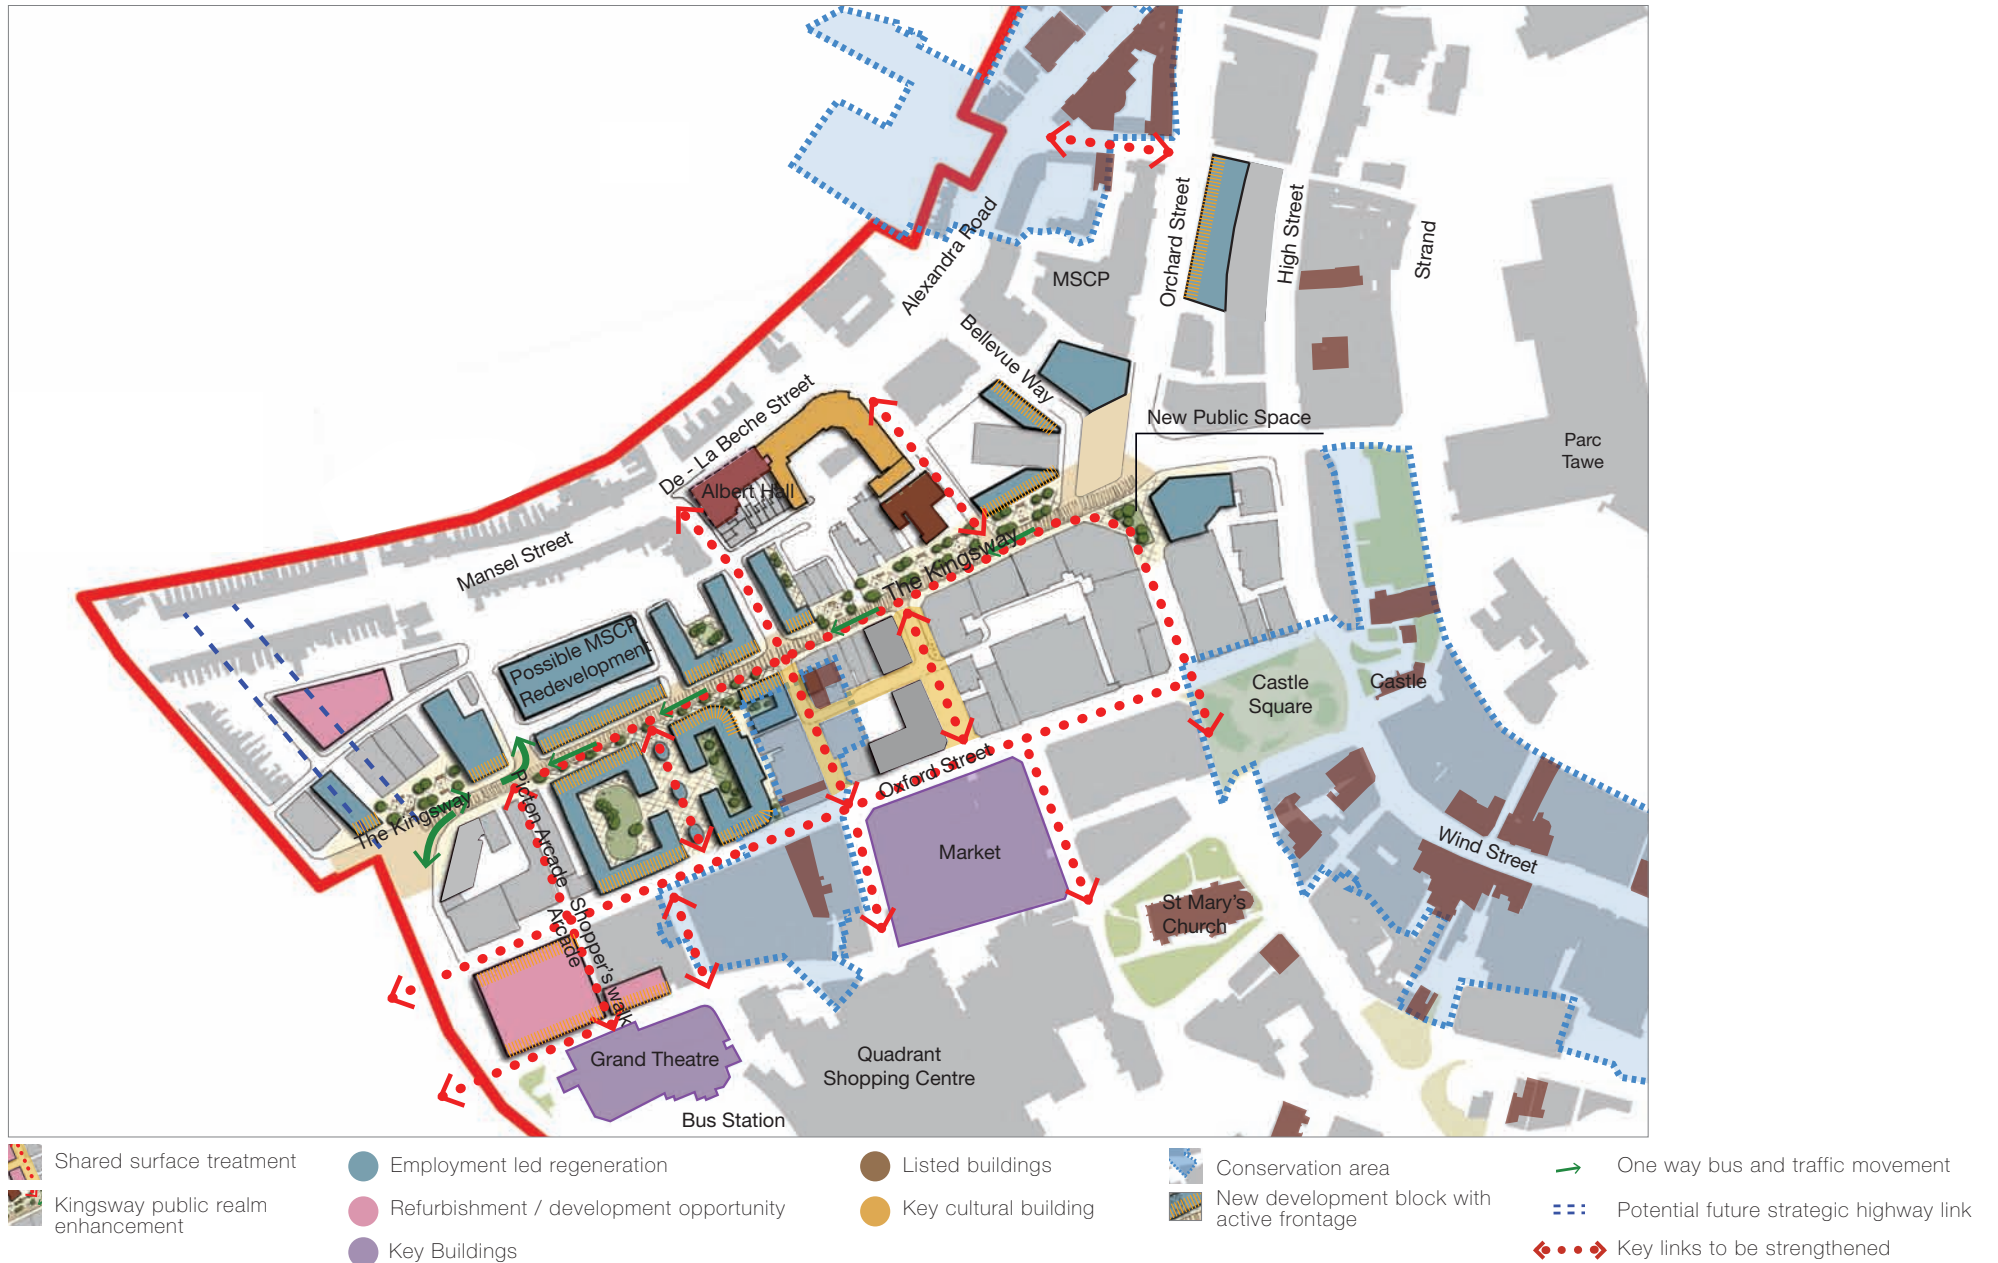 Alexandra Road
MSCP
Orchard Street
High Street
Strand
Bellevue Way
New Public Space
Parc
Tawe
De - La Beche Street
Albert Hall
Mansel Street
The Kingsway
Possible MSCP
Redevelopment
Castle
Square
Castle
Oxford Street
The Kingsway
Picton Arcade
Market
Wind Street
St Mary's
Church
Shopper's walk
Arcade
Grand Theatre
Quadrant
Shopping Centre
Bus Station
Shared surface treatment
Kingsway public realm
enhancement
Employment led regeneration
Refurbishment / development opportunity
Key Buildings
Listed buildings
Key cultural building
Conservation area
New development block with
active frontage
One way bus and traffic movement
Potential future strategic highway link
Key links to be strengthened